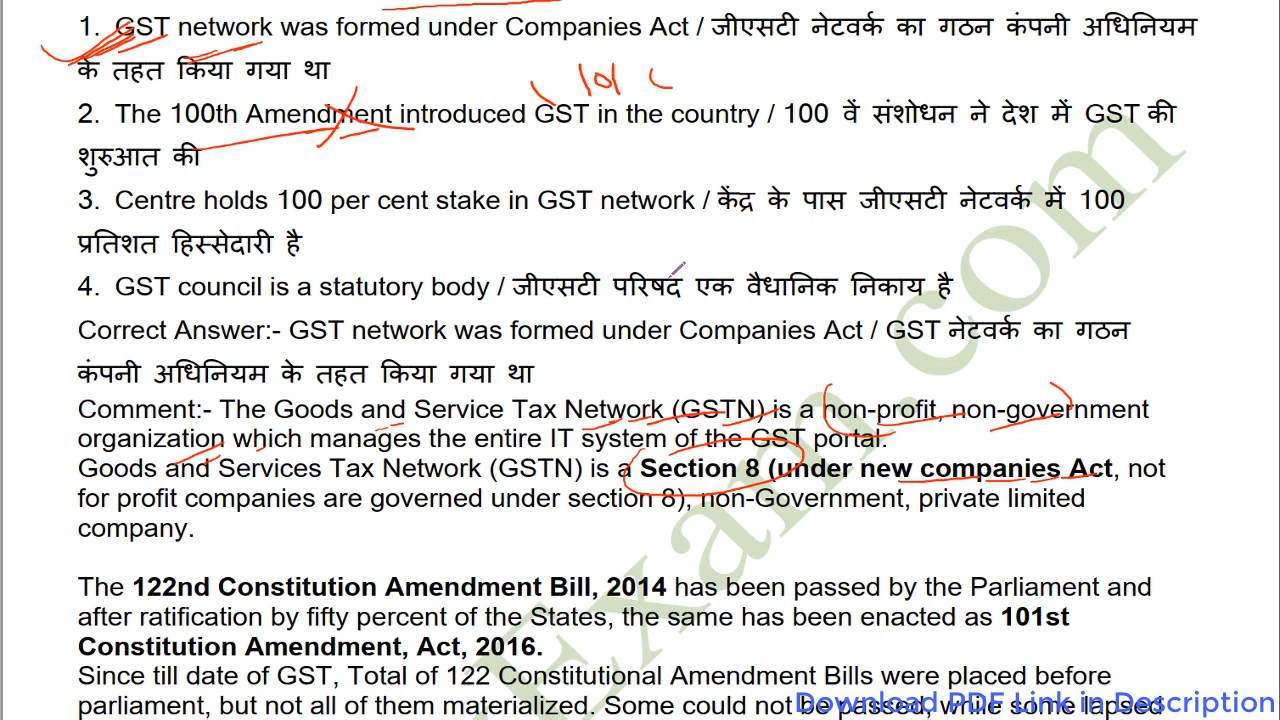 1. GST network was formed under Companies Act / जीएसटी नेटवर्क का गठन कंपनी अधिनियम
के तहत किया गया था
101
2. The 100th Amendment introduced GST in the country / 100 वें संशोधन ने देश में GST की
शुरुआत की
3. Centre holds 100 per cent stake in GST network / केंद्र के पास जीएसटी नेटवर्क में 100
प्रतिशत हिस्सेदारी है
4. GST council is a statutory body / जीएसटी परिषद एक वैधानिक निकाय है
Correct Answer:- GST network was formed under Companies Act / GST नेटवर्क का गठन
कंपनी अधिनियम के तहत किया गया था
Comment:- The Goods and Service Tax Network (GSTN) is a non-profit, non-government
organization which manages the entire IT system of the GST portal.
Goods and Services Tax Network (GSTN) is a Section 8 (under new companies Act, not
for profit companies are governed under section 8), non-Government, private limited
company.
The 122nd Constitution Amendment Bill, 2014 has been passed by the Parliament and
after ratification by fifty percent of the States, the same has been enacted as 101st
Constitution Amendment, Act, 2016.
Since till date of GST, Total of 122 Constitutional Amendment Bills were placed before
parliament, but not all of them materialized. Some could not be passed, while some lapsed
Download PDF Link in Description
Exam.com